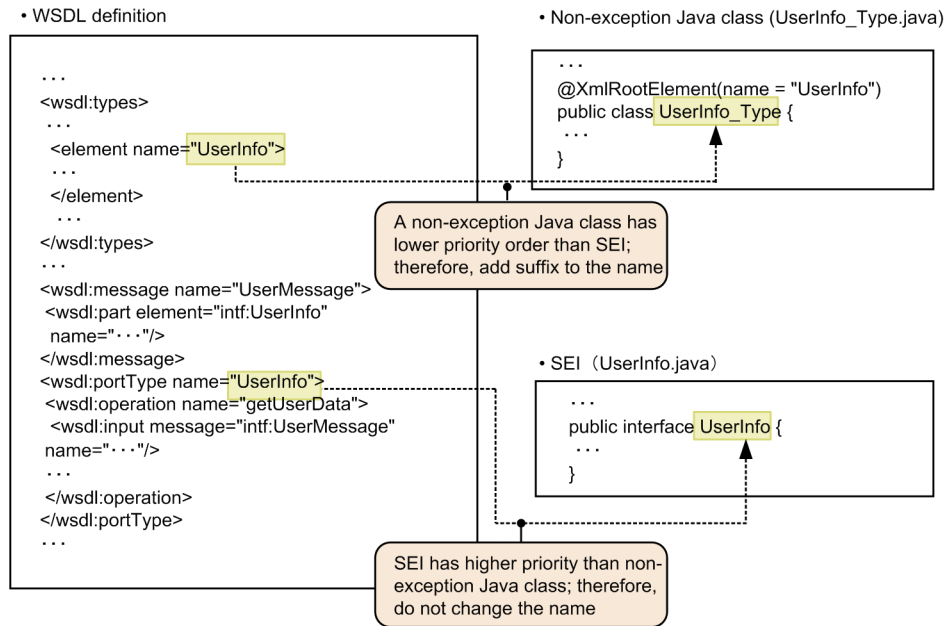 • WSDL definition
· · ·
<wsdl:types>
· · ·
<element name="UserInfo">
· · ·
</element>
· · ·
</wsdl:types>
· · ·
<wsdl:message name="UserMessage">
<wsdl:part element="intf:UserInfo"
name="· · ·"/>
</wsdl:message>
<wsdl:portType name="UserInfo">
<wsdl:operation name="getUserData">
<wsdl:input message="intf:UserMessage"
name="· · ·"/>
· · ·
</wsdl:operation>
</wsdl:portType>
· · ·
• Non-exception Java class (UserInfo_Type.java)
· · ·
@XmlRootElement(name = "UserInfo")
public class UserInfo_Type {
· · ·
}
A non-exception Java class has
lower priority order than SEI;
therefore, add suffix to the name
• SEI（UserInfo.java）
· · ·
public interface UserInfo {
· · ·
}
SEI has higher priority than non-
exception Java class; therefore,
do not change the name